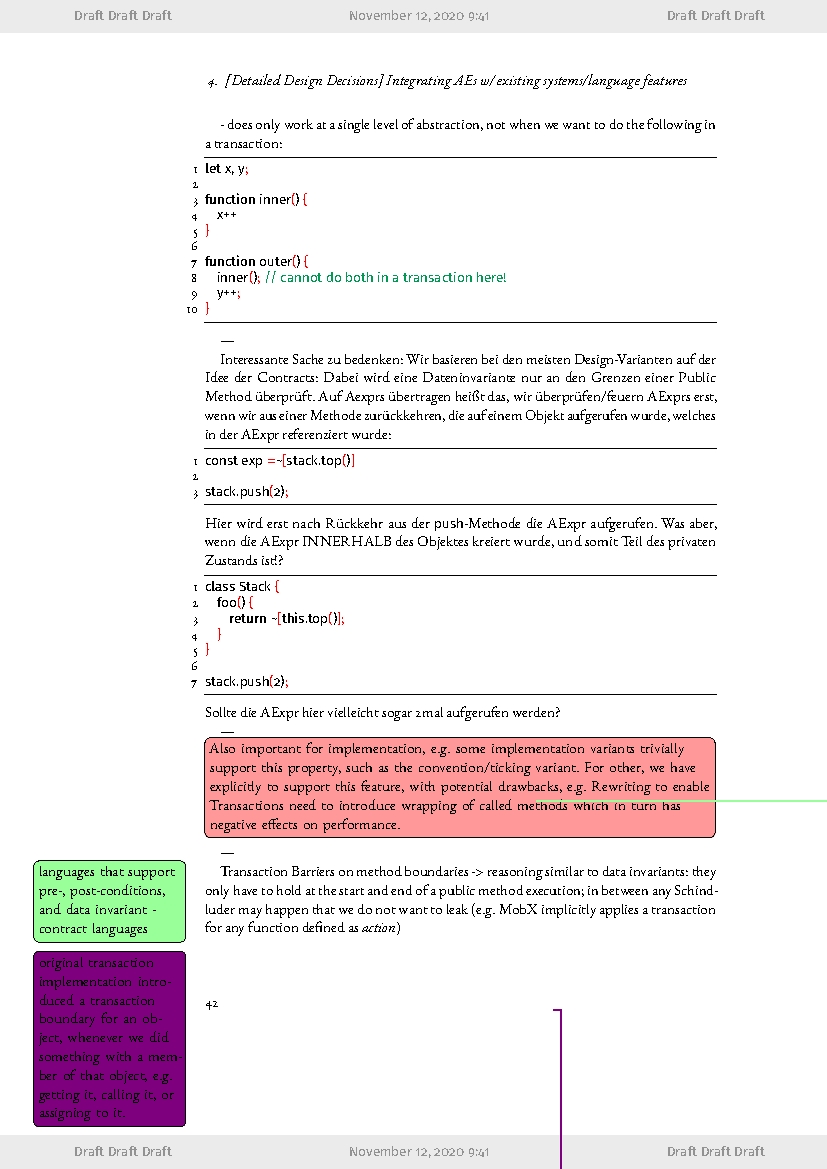 Draft Draft Draft November 12, 2020 9:41 Draft Draft Draft
4. [Detailed Design Decisions] Integrating AEs w/ existing systems/language features
- does only work at a single level of abstraction, not when we want to do the following in
a transaction:
1 let x, y;
2
3 function inner() {
4 x++
5 }
6
7 function outer() {
8 inner(); // cannot do both in a transaction here!
9 y++;
10 }
—
Interessante Sache zu bedenken: Wir basieren bei den meisten Design-Varianten auf der
Idee der Contracts: Dabei wird eine Dateninvariante nur an den Grenzen einer Public
Method überprüft. Auf Aexprs übertragen heißt das, wir überprüfen/feuern AExprs erst,
wenn wir aus einer Methode zurückkehren, die auf einem Objekt aufgerufen wurde, welches
in der AExpr referenziert wurde:
1 const exp =~[stack.top()]
2
3 stack.push(2);
Hier wird erst nach Rückkehr aus der push-Methode die AExpr aufgerufen. Was aber,
wenn die AExpr INNERHALB des Objektes kreiert wurde, und somit Teil des privaten
Zustands ist!?
1 class Stack {
2 foo() {
3 return ~[this.top()];
4 }
5 }
6
7 stack.push(2);
Sollte die AExpr hier vielleicht sogar 2mal aufgerufen werden?
—
Also important for implementation, e.g. some implementation variants trivially
support this property, such as the convention/ticking variant. For other, we have
explicitly to support this feature, with potential drawbacks, e.g. Rewriting to enable
Transactions need to introduce wrapping of called methods which in turn has
negative effects on performance.
—
Transaction Barriers on method boundaries -> reasoning similar to data invariants: they
only have to hold at the start and end of a public method execution; in between any Schind-
luder may happen that we do not want to leak (e.g. MobX implicitly applies a transaction
for any function defined as action)
languages that support
pre-, post-conditions,
and data invariant -
contract languages
original transaction
implementation intro-
duced a transaction
boundary for an ob-
ject, whenever we did
something with a mem-
ber of that object, e.g.
getting it, calling it, or
assigning to it.
42
Draft Draft Draft November 12, 2020 9:41 Draft Draft Draft